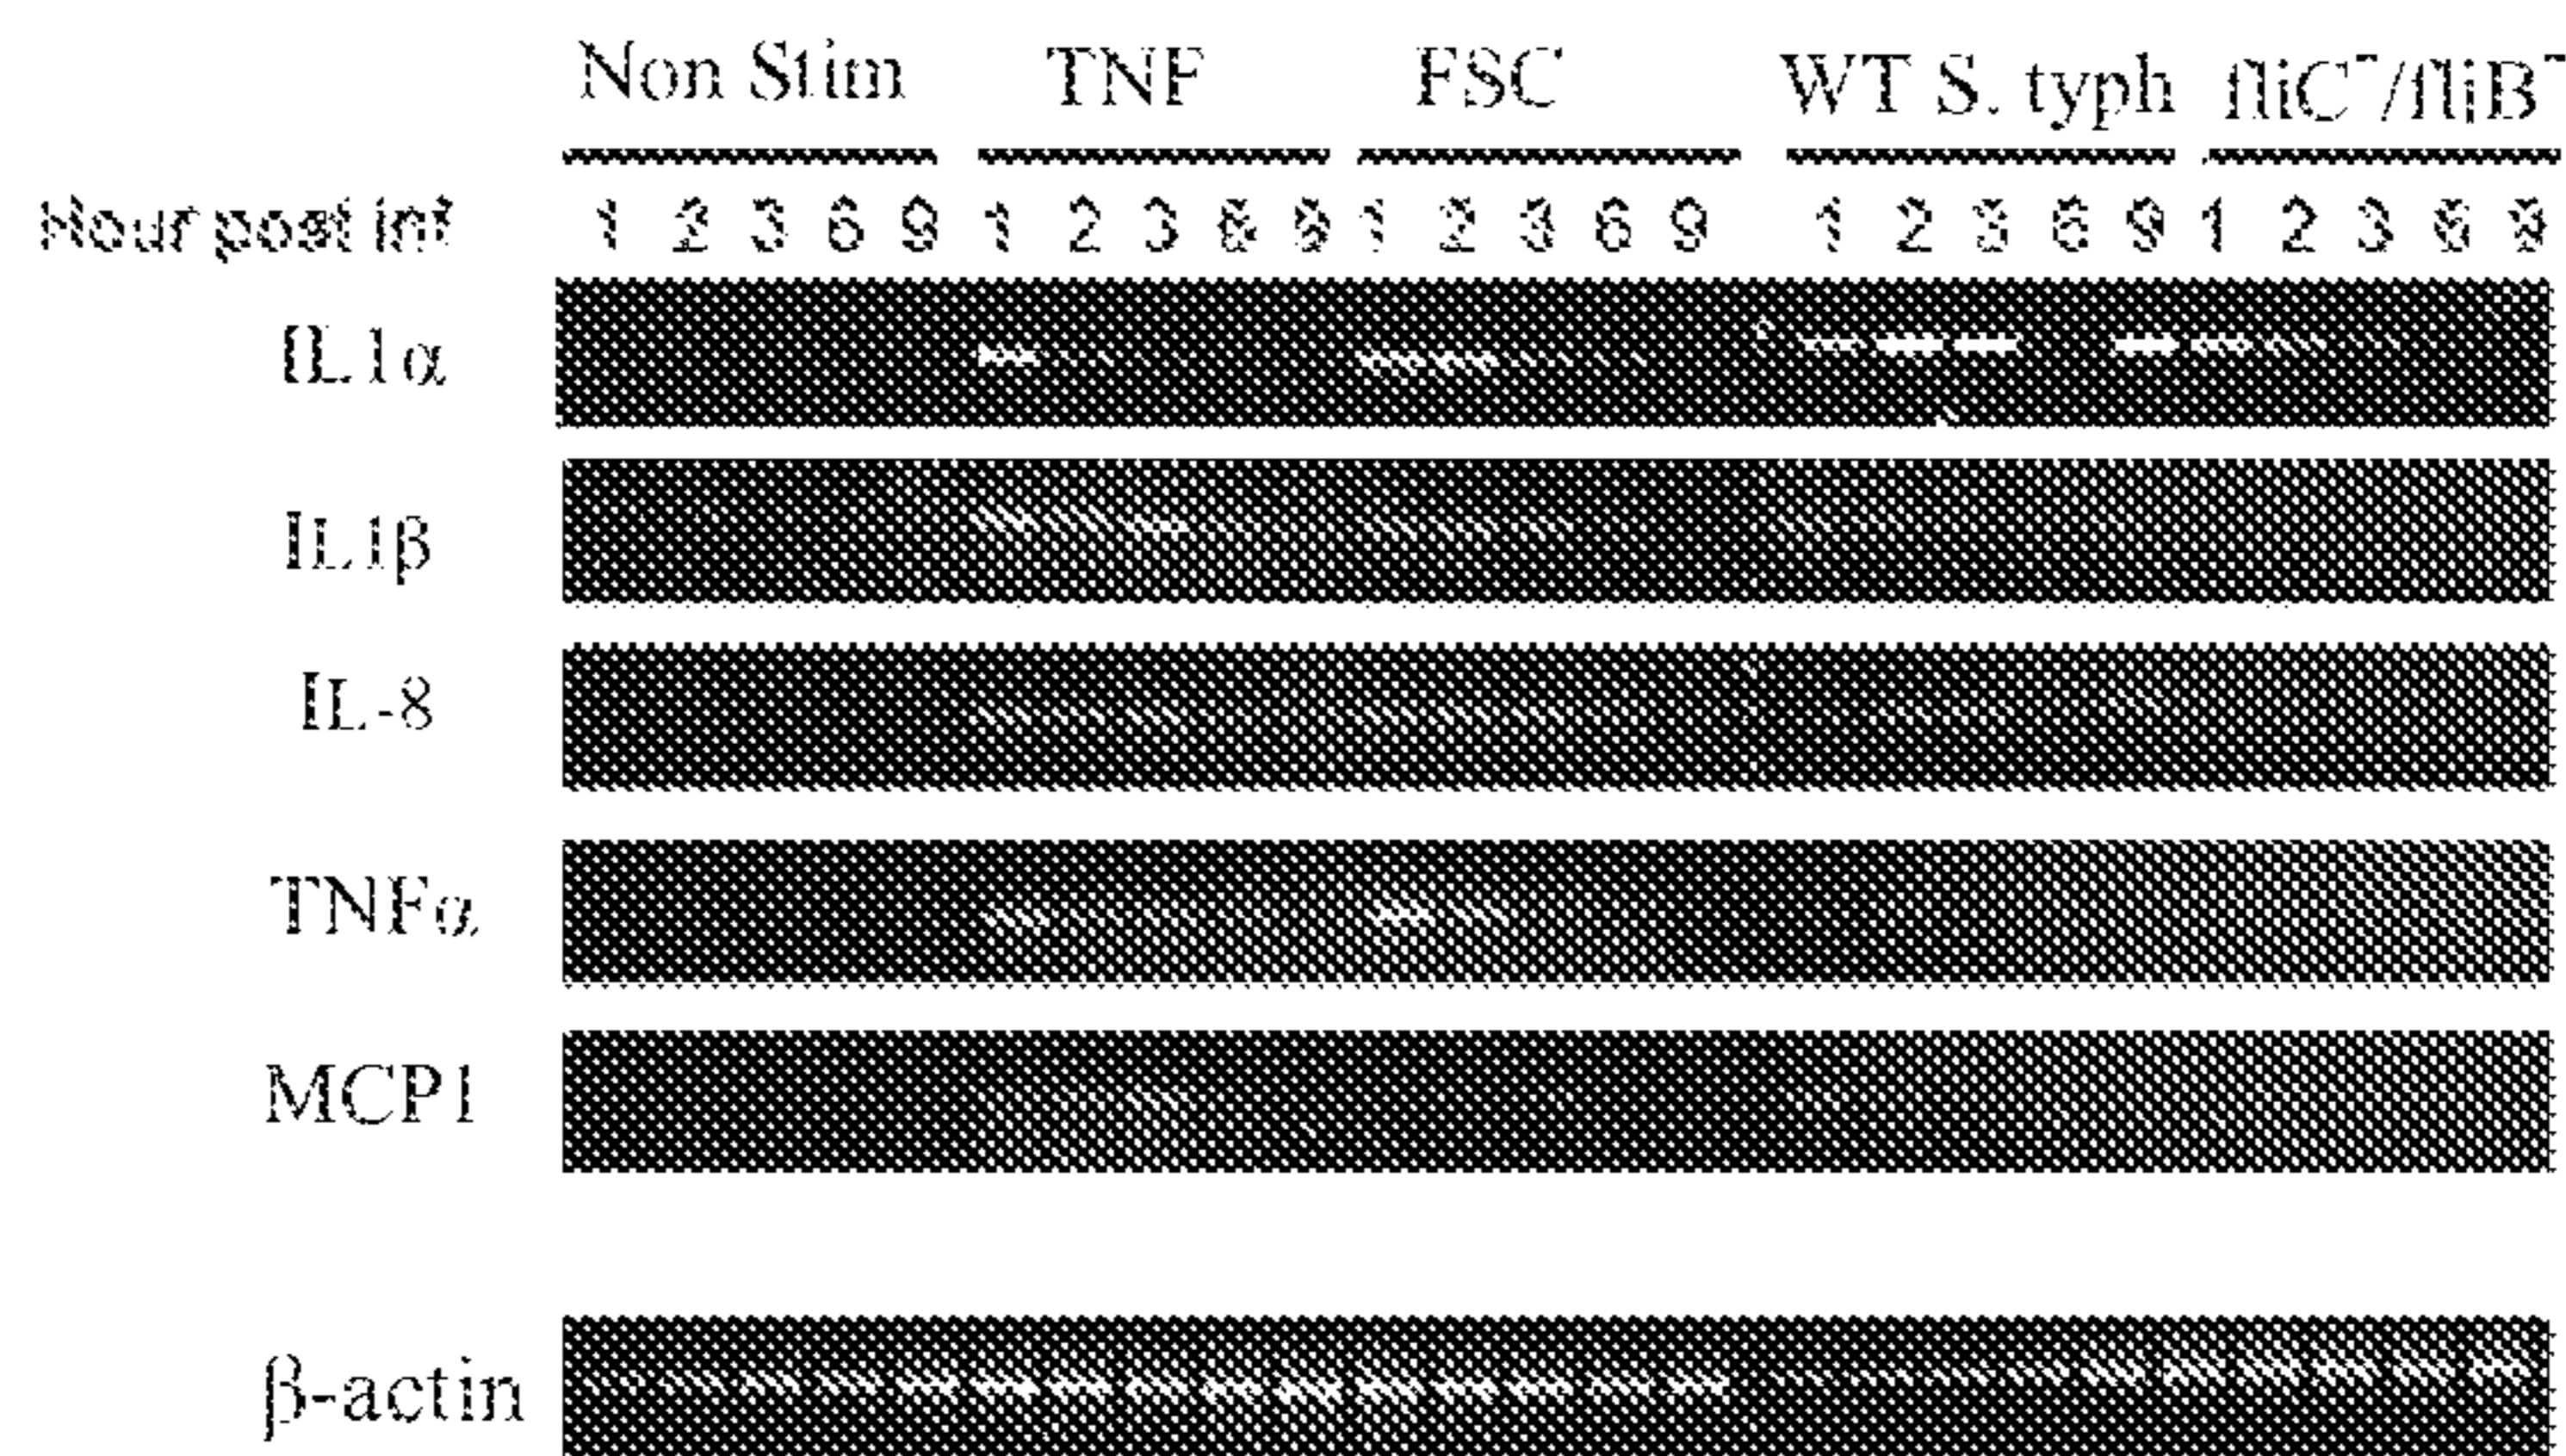 Non Stim TNF FSC WT S. typh fliC⁻/fljB⁻
Hour post inf 1 2 3 6 9 1 2 3 6 9 1 2 3 6 9 1 2 3 6 9 1 2 3 6 9
IL1α
IL1β
IL-8
TNFα
MCP1
β-actin